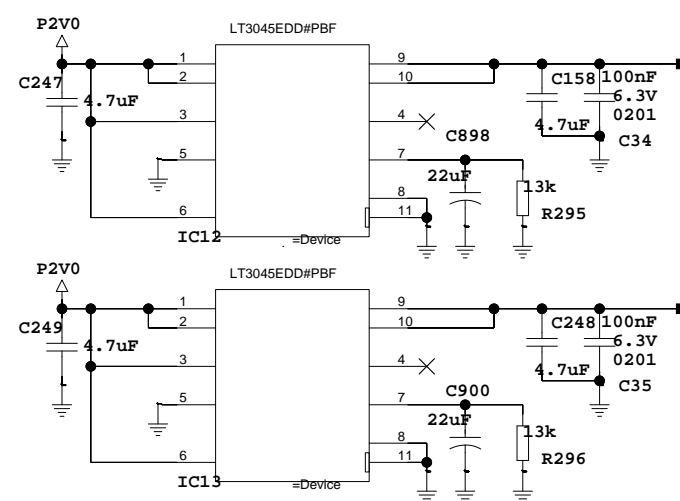 P2V0
LT3045EDD#PBF
1
9
2
10
C247
C158
100nF
4.7uF
6.3V
0201
3
4
4.7uF
C34
C898
5
7
22uF
13k
8
R295
6
11
IC12
=Device
P2V0
LT3045EDD#PBF
1
9
2
10
C249
C248
100nF
4.7uF
6.3V
0201
3
4
4.7uF
C35
C900
5
7
22uF
13k
8
R296
6
11
IC13
=Device